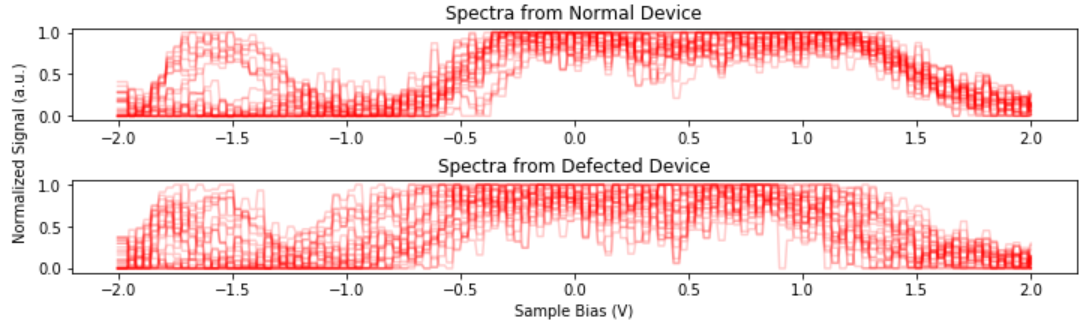 Spectra from Normal Device
1.0
0.5
0.0
−2.0 −1.5 −1.0 −0.5 0.0 0.5 1.0 1.5 2.0
Normalized Signal (a.u.)
Spectra from Defected Device
1.0
0.5
0.0
−2.0 −1.5 −1.0 −0.5 0.0 0.5 1.0 1.5 2.0
Sample Bias (V)